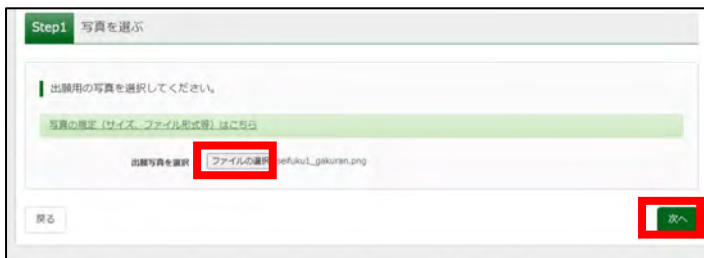 Step1 写真を選ぶ
出願用の写真を選択してください。
写真の規定（サイズ、ファイル形式等）はこちら
出願写真を選択 ファイルの選択 seifuku1_gakuran.png
戻る 次へ